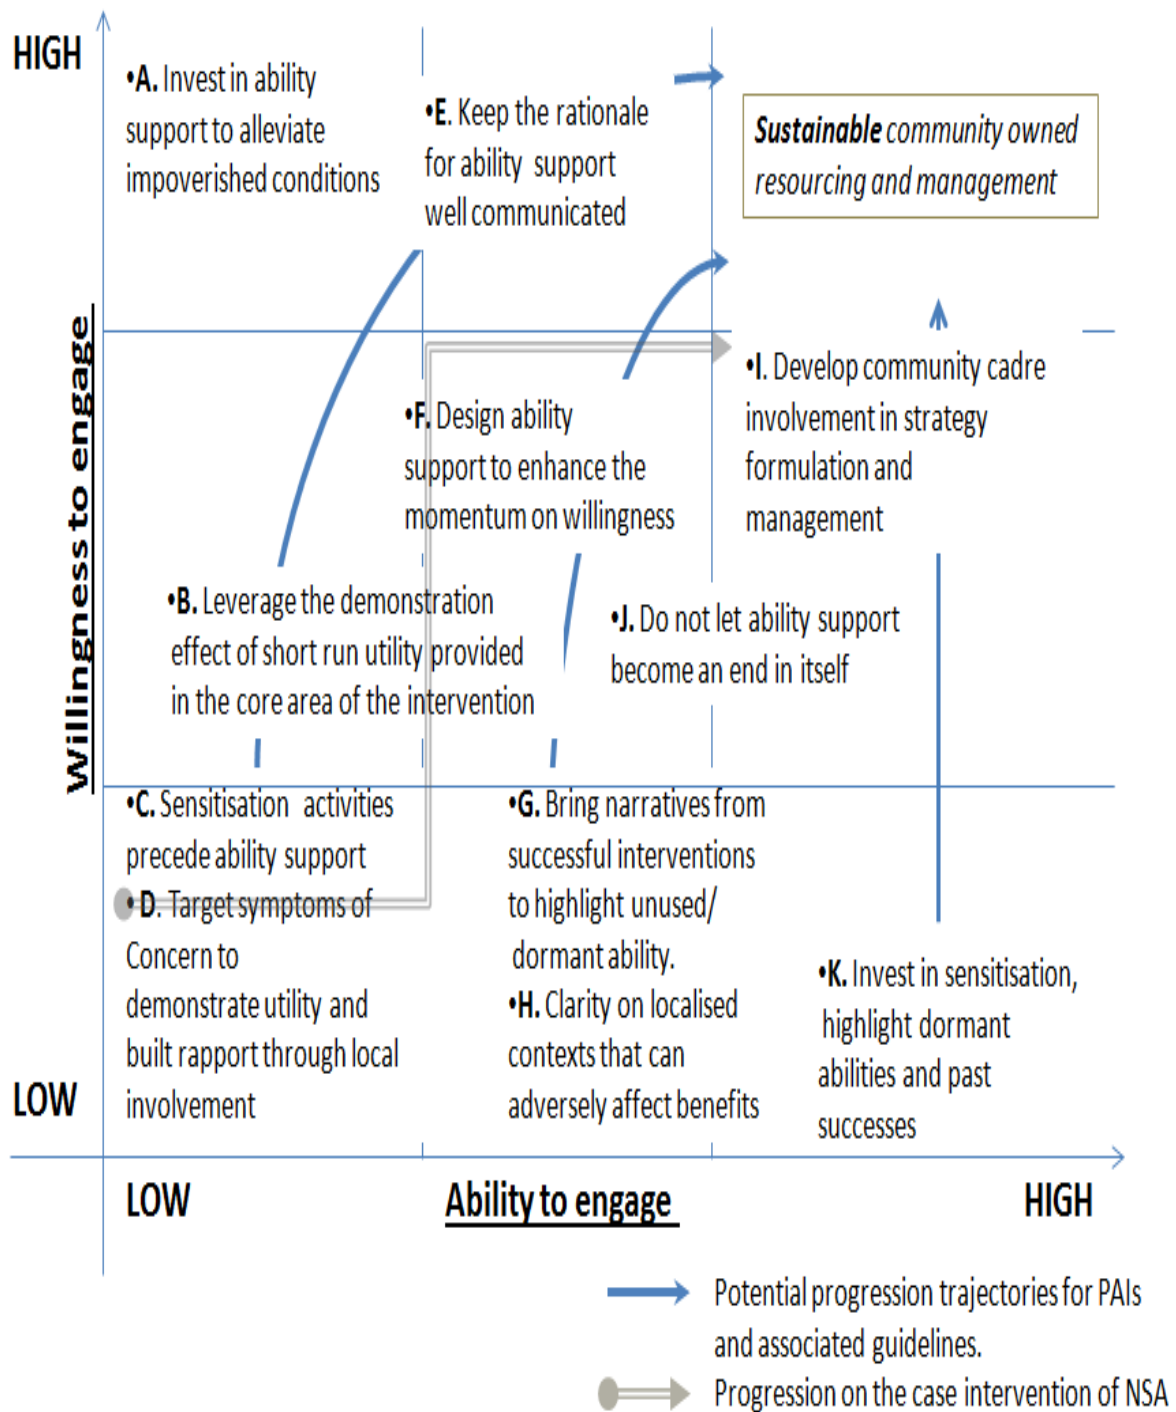 HIGH
•A. Invest in ability
support to alleviate
impoverished conditions
•E. Keep the rationale
for ability support
well communicated
Sustainable community owned
resourcing and management
Willingness to engage
•F. Design ability
support to enhance the
momentum on willingness
•I. Develop community cadre
involvement in strategy
formulation and
management
•B. Leverage the demonstration
effect of short run utility provided
in the core area of the intervention
•J. Do not let ability support
become an end in itself
•C. Sensitisation activities
precede ability support
•D. Target symptoms of
Concern to
demonstrate utility and
built rapport through local
involvement
•G. Bring narratives from
successful interventions
to highlight unused/
dormant ability.
•H. Clarity on localised
contexts that can
adversely affect benefits
•K. Invest in sensitisation,
highlight dormant
abilities and past
successes
LOW
LOW
Ability to engage
HIGH
Potential progression trajectories for PAIs
and associated guidelines.
Progression on the case intervention of NSA